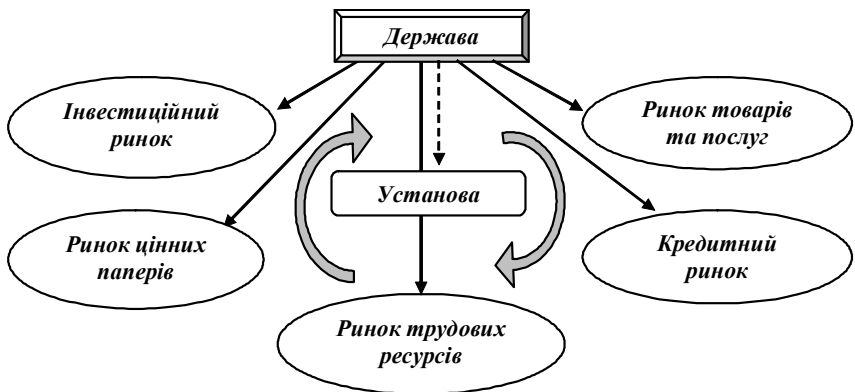 Держава
Інвестиційний
ринок
Ринок товарів
та послуг
Установа
Ринок цінних
паперів
Кредитний
ринок
Ринок трудових
ресурсів